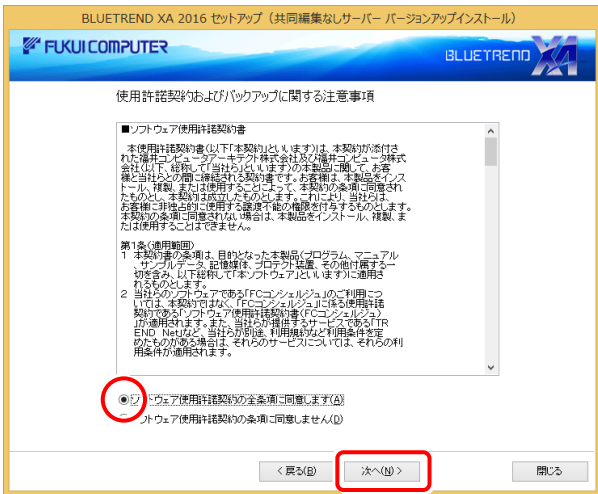 BLUETREND XA 2016 セットアップ（共同編集なしサーバー バージョンアップインストール）
FUKUI COMPUTER
BLUETREND XA
使用許諾契約およびバックアップに関する注意事項
■ソフトウェア使用許諾契約書
本使用許諾契約書(以下｢本契約｣といいます)は、本契約が添付さ
れた福井コンピュータアーキテクト株式会社及び福井コンピュータ株式
会社(以下、総称して｢当社ら｣といいます)の本製品に関して、お客
様と当社らとの間に締結される契約書です。お客様は、本製品をインス
トール、複製、または使用することによって、本契約の条項に同意され
たものとし、本契約は成立したものとします。これにより、当社らは、
お客様に非独占的に使用する譲渡不能の権限を付与するものとします。
本契約の条項に同意されない場合は、本製品をインストール、複製、ま
たは使用することはできません。
第1条(適用範囲)
1 本契約書の条項は、目的となった本製品(プログラム、マニュアル
、サンプルデータ、記憶媒体、プロテクト装置、その他付属する一
切を含み、以下総称して｢本ソフトウェア｣といいます)に適用さ
れるものとします。
2 当社らのソフトウェアである｢FCコンシェルジュ｣のご利用につ
いては、本契約ではなく、｢FCコンシェルジュ｣に係る使用許諾
契約である｢ソフトウェア使用許諾契約書(FCコンシェルジュ)
｣が適用されます。また、当社らが提供するサービスである｢TR
END Net｣など、当社らが別途、利用規約など利用条件を定
めたものがある場合は、それらのサービスについては、それらの利
用条件が適用されます。
ソフトウェア使用許諾契約の全条項に同意します(A)
フトウェア使用許諾契約の条項に同意しません(D)
< 戻る(B)
次へ(N) >
閉じる